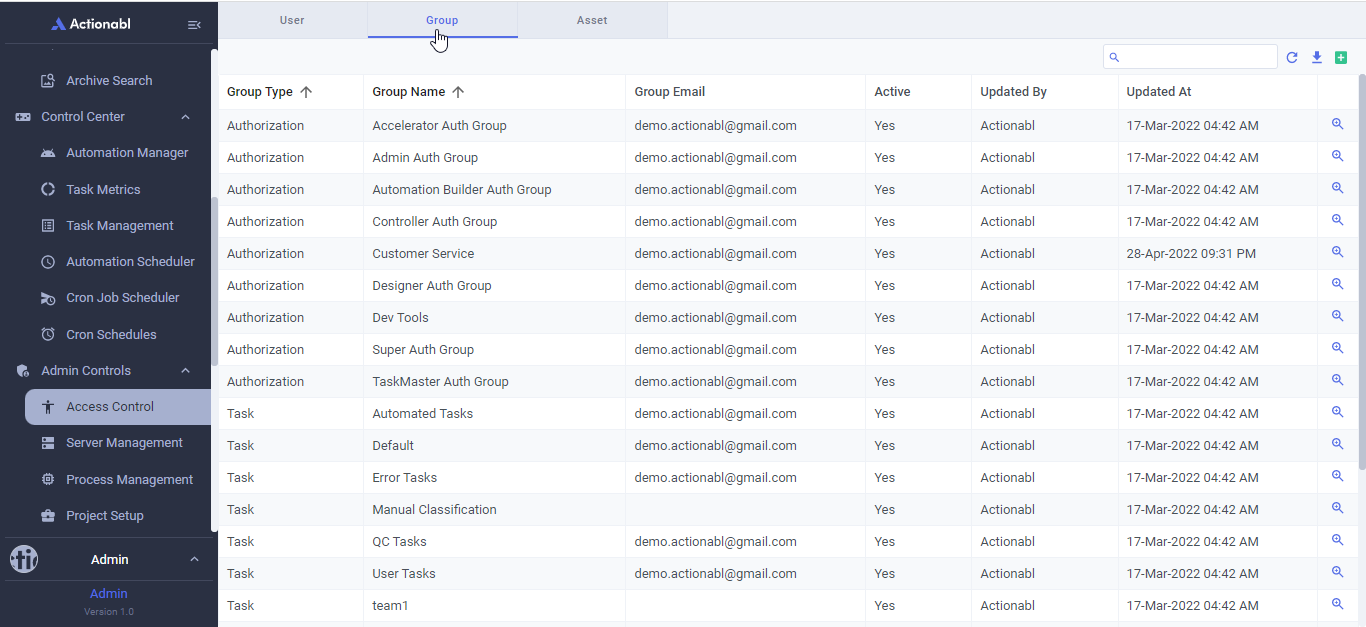 Actionabl
Archive Search
Control Center
Automation Manager
Task Metrics
Task Management
Automation Scheduler
Cron Job Scheduler
Cron Schedules
Admin Controls
Access Control
Server Management
Process Management
Project Setup
Admin
Admin
Version 1.0
User Group Asset
Group Type Group Name Group Email Active Updated By Updated At
Authorization Accelerator Auth Group demo.actionabl@gmail.com Yes Actionabl 17-Mar-2022 04:42 AM
Authorization Admin Auth Group demo.actionabl@gmail.com Yes Actionabl 17-Mar-2022 04:42 AM
Authorization Automation Builder Auth Group demo.actionabl@gmail.com Yes Actionabl 17-Mar-2022 04:42 AM
Authorization Controller Auth Group demo.actionabl@gmail.com Yes Actionabl 17-Mar-2022 04:42 AM
Authorization Customer Service demo.actionabl@gmail.com Yes Actionabl 28-Apr-2022 09:31 PM
Authorization Designer Auth Group demo.actionabl@gmail.com Yes Actionabl 17-Mar-2022 04:42 AM
Authorization Dev Tools demo.actionabl@gmail.com Yes Actionabl 17-Mar-2022 04:42 AM
Authorization Super Auth Group demo.actionabl@gmail.com Yes Actionabl 17-Mar-2022 04:42 AM
Authorization TaskMaster Auth Group demo.actionabl@gmail.com Yes Actionabl 17-Mar-2022 04:42 AM
Task Automated Tasks demo.actionabl@gmail.com Yes Actionabl 17-Mar-2022 04:42 AM
Task Default demo.actionabl@gmail.com Yes Actionabl 17-Mar-2022 04:42 AM
Task Error Tasks demo.actionabl@gmail.com Yes Actionabl 17-Mar-2022 04:42 AM
Task Manual Classification Yes Actionabl 17-Mar-2022 04:42 AM
Task QC Tasks demo.actionabl@gmail.com Yes Actionabl 17-Mar-2022 04:42 AM
Task User Tasks demo.actionabl@gmail.com Yes Actionabl 17-Mar-2022 04:42 AM
Task team1 Yes Actionabl 17-Mar-2022 04:42 AM